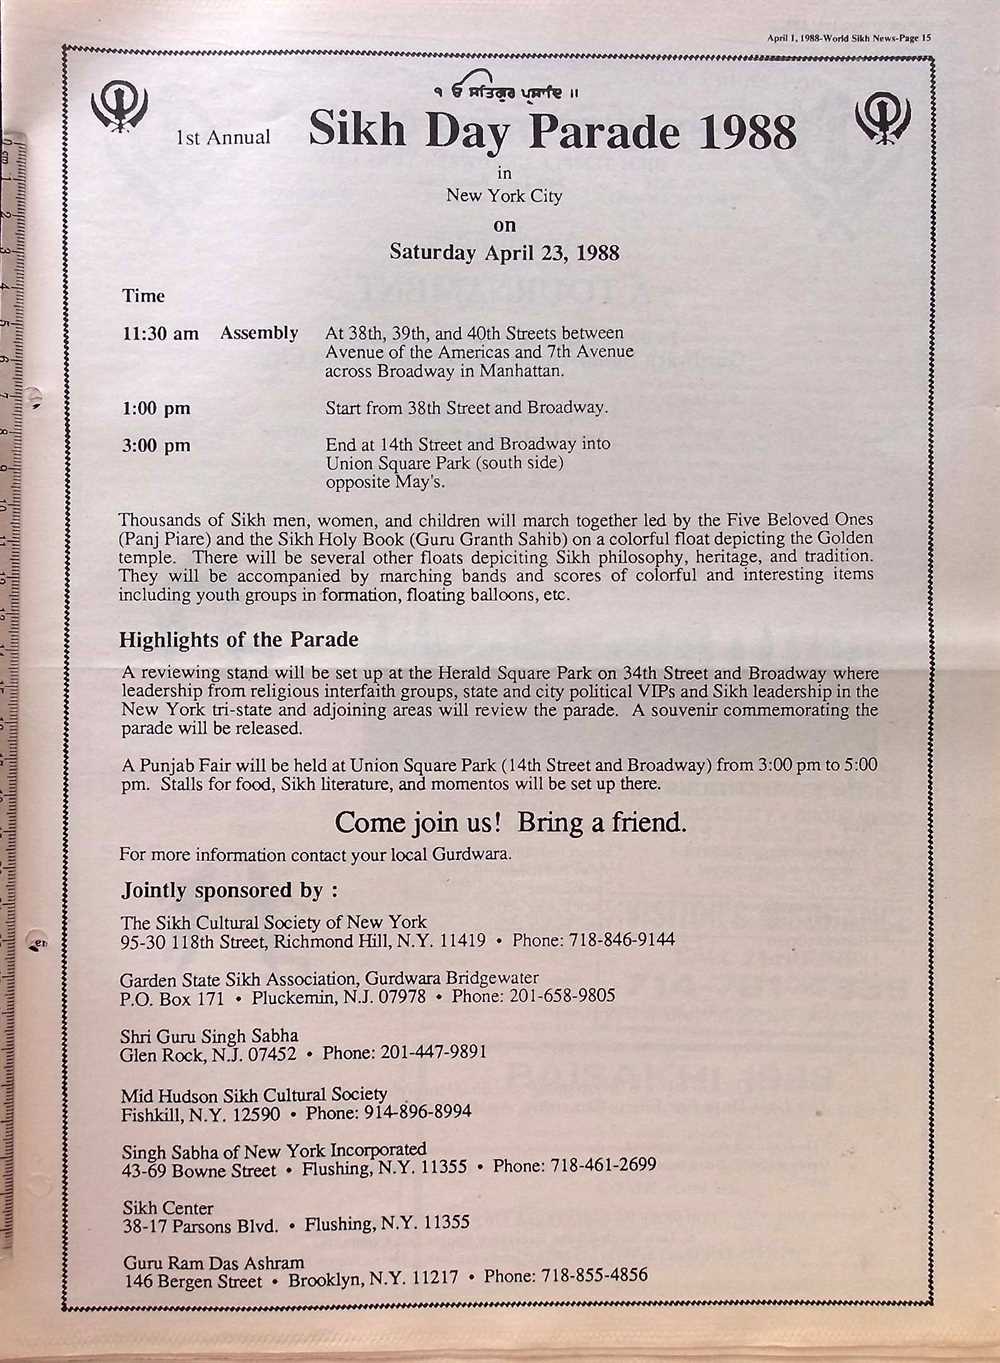 April 1, 1988-World Sikh News-Page 15
੧ ਓ ਸਤਿਗੁਰ ਪ੍ਰਸਾਦਿ ॥
1st Annual Sikh Day Parade 1988
in
New York City
on
Saturday April 23, 1988
Time
11:30 am Assembly At 38th, 39th, and 40th Streets between
Avenue of the Americas and 7th Avenue
across Broadway in Manhattan.
1:00 pm Start from 38th Street and Broadway.
3:00 pm End at 14th Street and Broadway into
Union Square Park (south side)
opposite May's.
Thousands of Sikh men, women, and children will march together led by the Five Beloved Ones
(Panj Piare) and the Sikh Holy Book (Guru Granth Sahib) on a colorful float depicting the Golden
temple. There will be several other floats depiciting Sikh philosophy, heritage, and tradition.
They will be accompanied by marching bands and scores of colorful and interesting items
including youth groups in formation, floating balloons, etc.
Highlights of the Parade
A reviewing stand will be set up at the Herald Square Park on 34th Street and Broadway where
leadership from religious interfaith groups, state and city political VIPs and Sikh leadership in the
New York tri-state and adjoining areas will review the parade. A souvenir commemorating the
parade will be released.
A Punjab Fair will be held at Union Square Park (14th Street and Broadway) from 3:00 pm to 5:00
pm. Stalls for food, Sikh literature, and momentos will be set up there.
Come join us! Bring a friend.
For more information contact your local Gurdwara.
Jointly sponsored by :
The Sikh Cultural Society of New York
95-30 118th Street, Richmond Hill, N.Y. 11419 • Phone: 718-846-9144
Garden State Sikh Association, Gurdwara Bridgewater
P.O. Box 171 • Pluckemin, N.J. 07978 • Phone: 201-658-9805
Shri Guru Singh Sabha
Glen Rock, N.J. 07452 • Phone: 201-447-9891
Mid Hudson Sikh Cultural Society
Fishkill, N.Y. 12590 • Phone: 914-896-8994
Singh Sabha of New York Incorporated
43-69 Bowne Street • Flushing, N.Y. 11355 • Phone: 718-461-2699
Sikh Center
38-17 Parsons Blvd. • Flushing, N.Y. 11355
Guru Ram Das Ashram
146 Bergen Street • Brooklyn, N.Y. 11217 • Phone: 718-855-4856